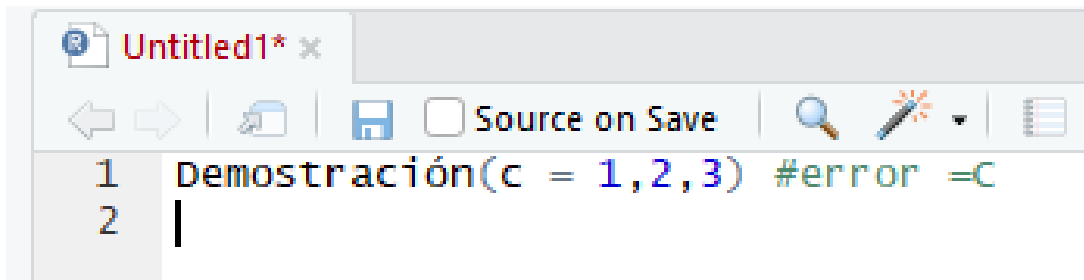 Untitled1*
Source on Save
1 Demostración(c = 1,2,3) #error =C
2